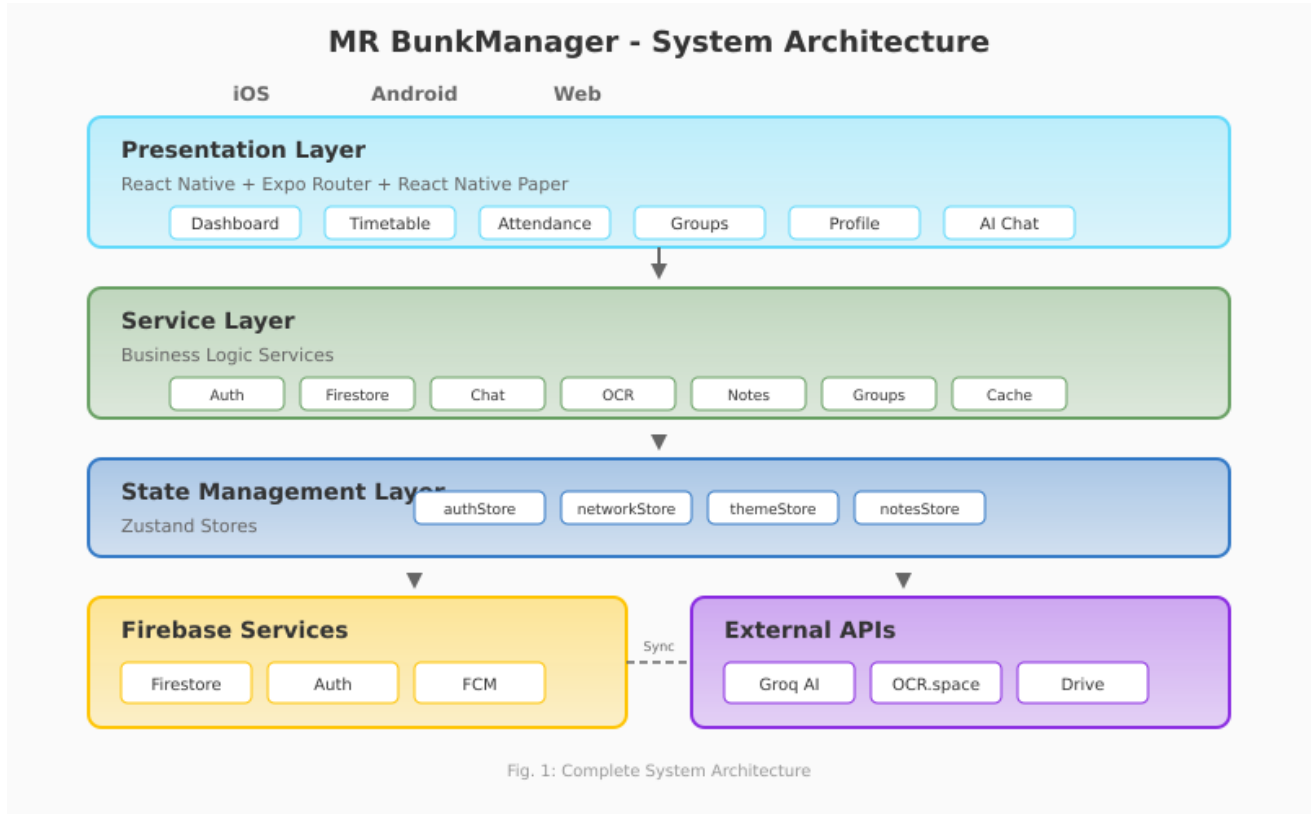 MR BunkManager - System Architecture
iOS Android Web
Presentation Layer
React Native + Expo Router + React Native Paper
Dashboard Timetable Attendance Groups Profile AI Chat
Service Layer
Business Logic Services
Auth Firestore Chat OCR Notes Groups Cache
State Management Layer
authStore networkStore themeStore notesStore
Zustand Stores
Firebase Services
Firestore Auth FCM
Sync
External APIs
Groq AI OCR.space Drive
Fig. 1: Complete System Architecture